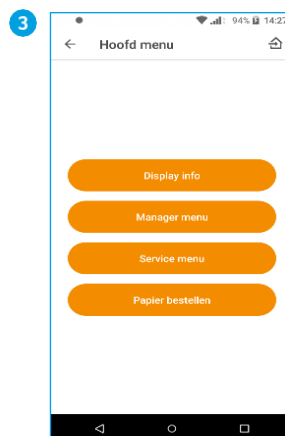 3
94% 14:27
Hoofd menu
Display info
Manager menu
Service menu
Papier bestellen